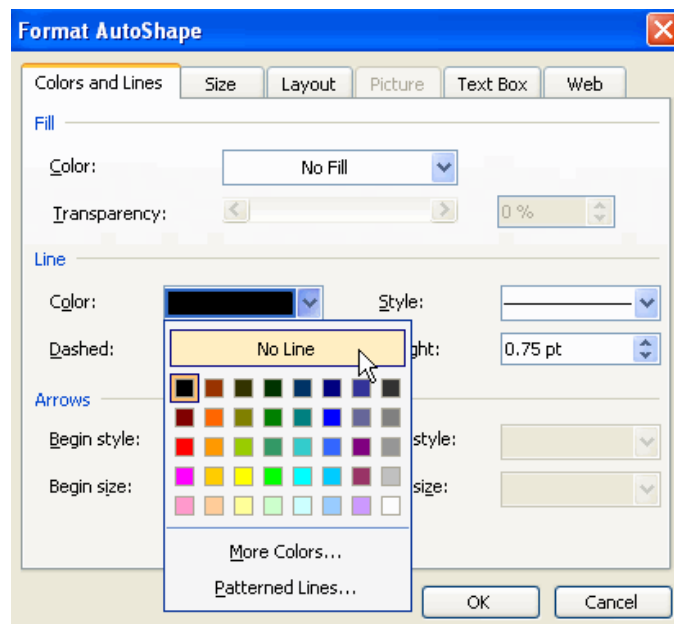 Format AutoShape
Colors and Lines Size Layout Picture Text Box Web
Fill
Color: No Fill
Transparency: 0 %
Line
Color: Style:
Dashed: No Line ght: 0.75 pt
Arrows
Begin style: style:
Begin size: size:
More Colors...
Patterned Lines...
OK Cancel